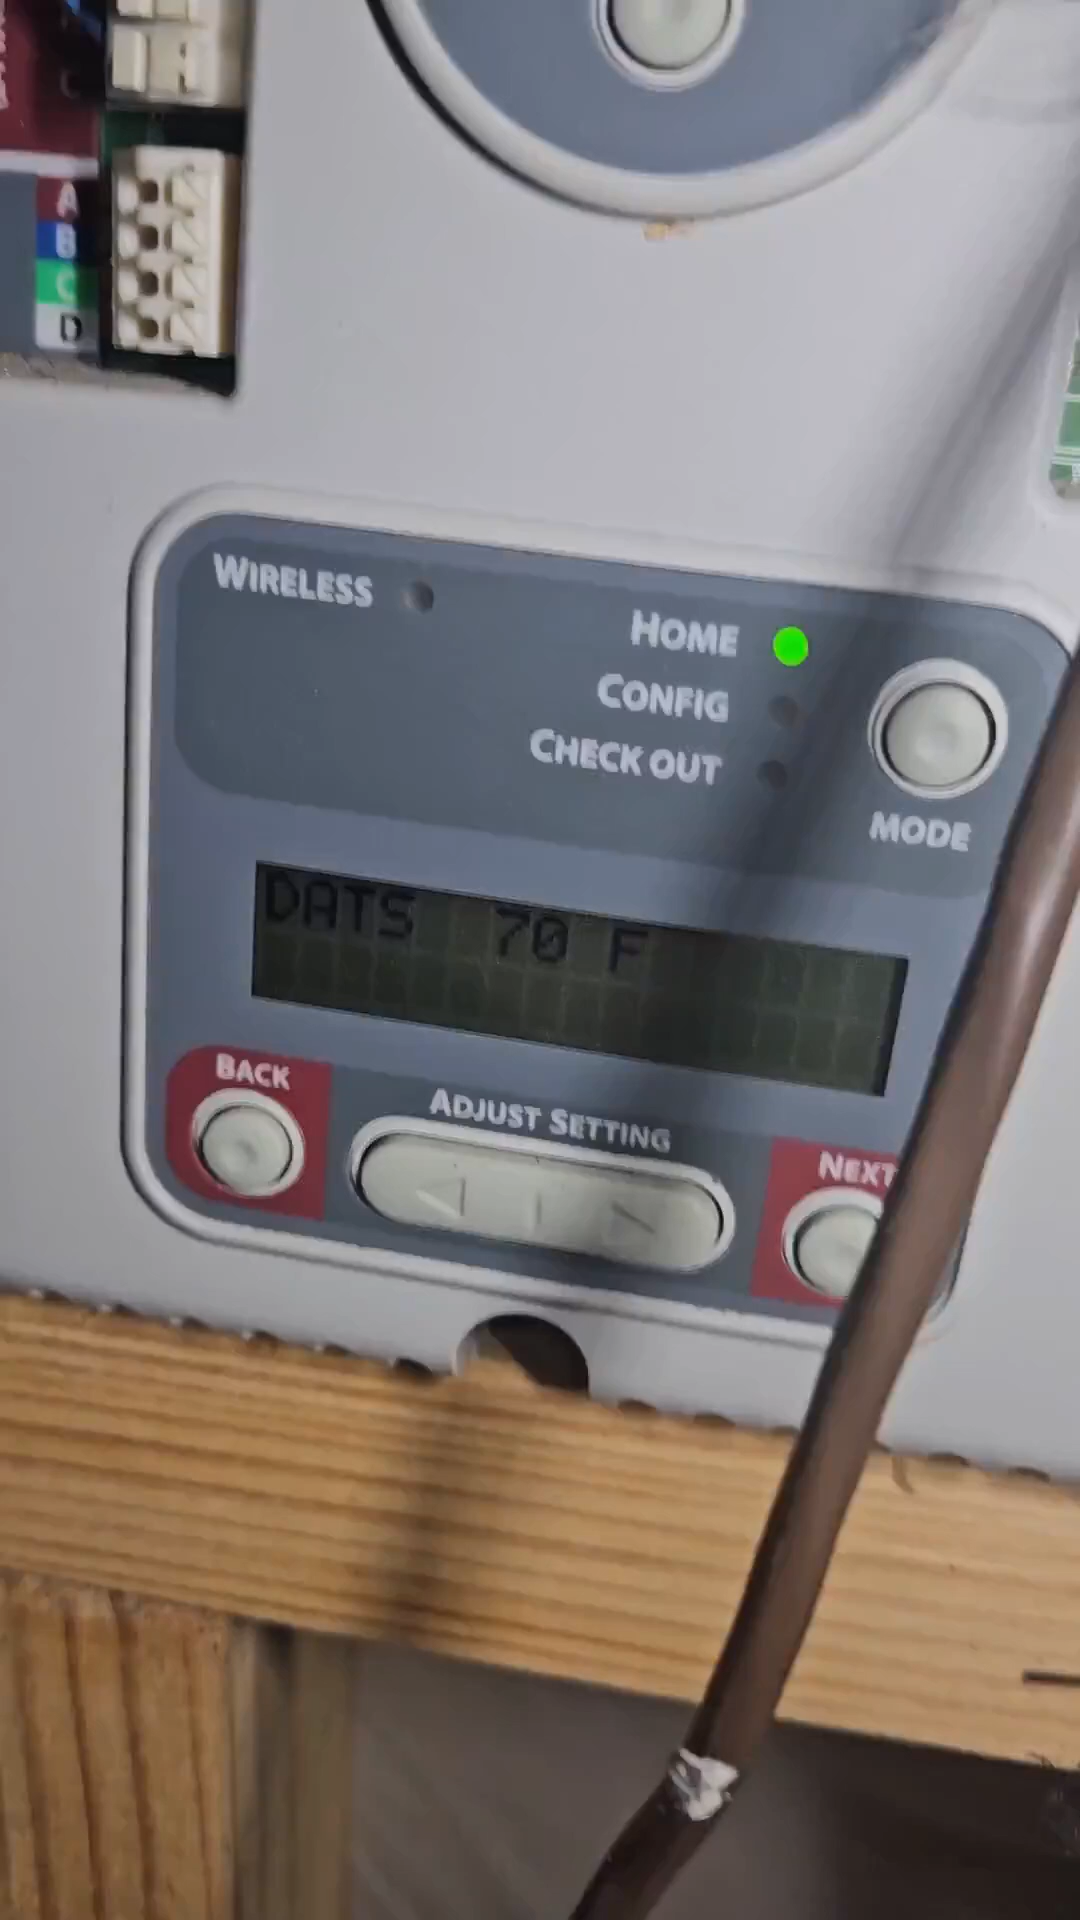 A
B
C
D
WIRELESS
HOME
CONFIG
CHECK OUT
MODE
DATS 70 F
BACK
ADJUST SETTING
NEXT